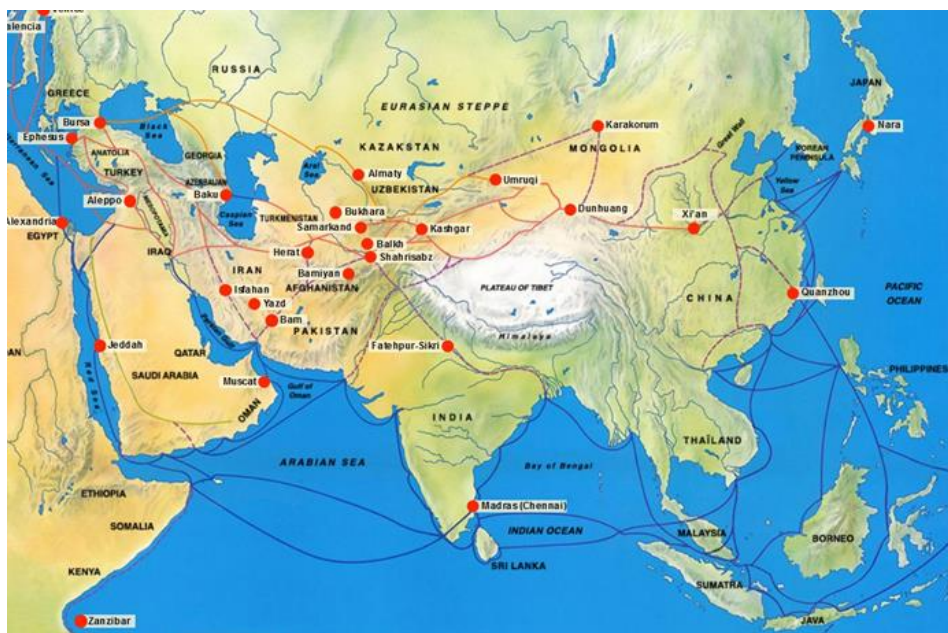 Valencia
RUSSIA
JAPAN
GREECE
EURASIAN STEPPE
Bursa
Black
Sea
Karakorum
Nara
Ephesus
ANATOLIA
GEORGIA
KAZAKSTAN
MONGOLIA
Great Wall
KOREAN
PENINSULA
TURKEY
Aral
Sea
Almaty
Umruqi
Yellow
Sea
AZERBAIJAN
UZBEKISTAN
Aleppo
Baku
MESOPOTAMIA
Caspian
Sea
TURKMENISTAN
Bukhara
Dunhuang
Xi'an
Alexandria
EGYPT
Samarkand
Kashgar
IRAQ
Herat
Balkh
Shahrisabz
IRAN
Bamiyan
AFGHANISTAN
PLATEAU OF TIBET
CHINA
Quanzhou
PACIFIC
OCEAN
Isfahan
Yazd
Bam
PAKISTAN
Himalaya
Persian Gulf
Jeddah
QATAR
Fatehpur-Sikri
SAUDI ARABIA
Red Sea
Muscat
Gulf of
Oman
PHILIPPINES
OMAN
INDIA
THAÏLAND
ARABIAN SEA
Bay of Bengal
ETHIOPIA
Madras (Chennai)
SOMALIA
INDIAN OCEAN
MALAYSIA
BORNEO
SRI LANKA
KENYA
SUMATRA
Zanzibar
JAVA